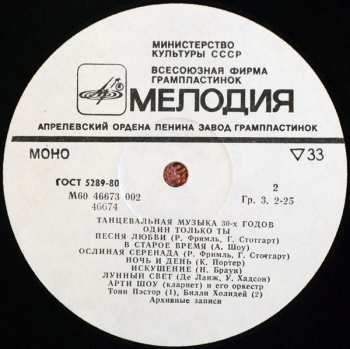 МИНИСТЕРСТВО
КУЛЬТУРЫ СССР
ВСЕСОЮЗНАЯ ФИРМА
ГРАМПЛАСТИНОК
МЕЛОДИЯ
АПРЕЛЕВСКИЙ ОРДЕНА ЛЕНИНА ЗАВОД ГРАМПЛАСТИНОК
МОНО
▽33
ГОСТ 5289-80
М60 46673 002
46674
2
Гр. 3. 2-25
ТАНЦЕВАЛЬНАЯ МУЗЫКА 30-х ГОДОВ
ОДИН ТОЛЬКО ТЫ
ПЕСНЯ ЛЮБВИ (Р. Фримль, Г. Стоггарт)
В СТАРОЕ ВРЕМЯ (А. Шоу)
ОСЛИНАЯ СЕРЕНАДА (Р. Фримль, Г. Стоггарт)
НОЧЬ И ДЕНЬ (К. Портер)
ИСКУШЕНИЕ (Н. Браун)
ЛУННЫЙ СВЕТ (Де Ланж, У. Хадсон)
АРТИ ШОУ (кларнет) и его оркестр
Тони Пэстор (1), Билли Холидей (2)
Архивные записи